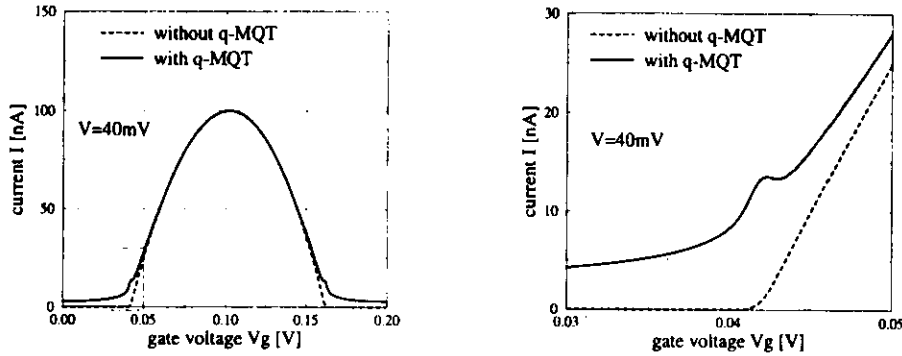 150
without q-MQT
with q-MQT
100
V=40mV
current I [nA]
50
0
0.00 0.05 0.10 0.15 0.20
gate voltage Vg [V]
30
without q-MQT
with q-MQT
20
V=40mV
current I [nA]
10
0
0.03 0.04 0.05
gate voltage Vg [V]